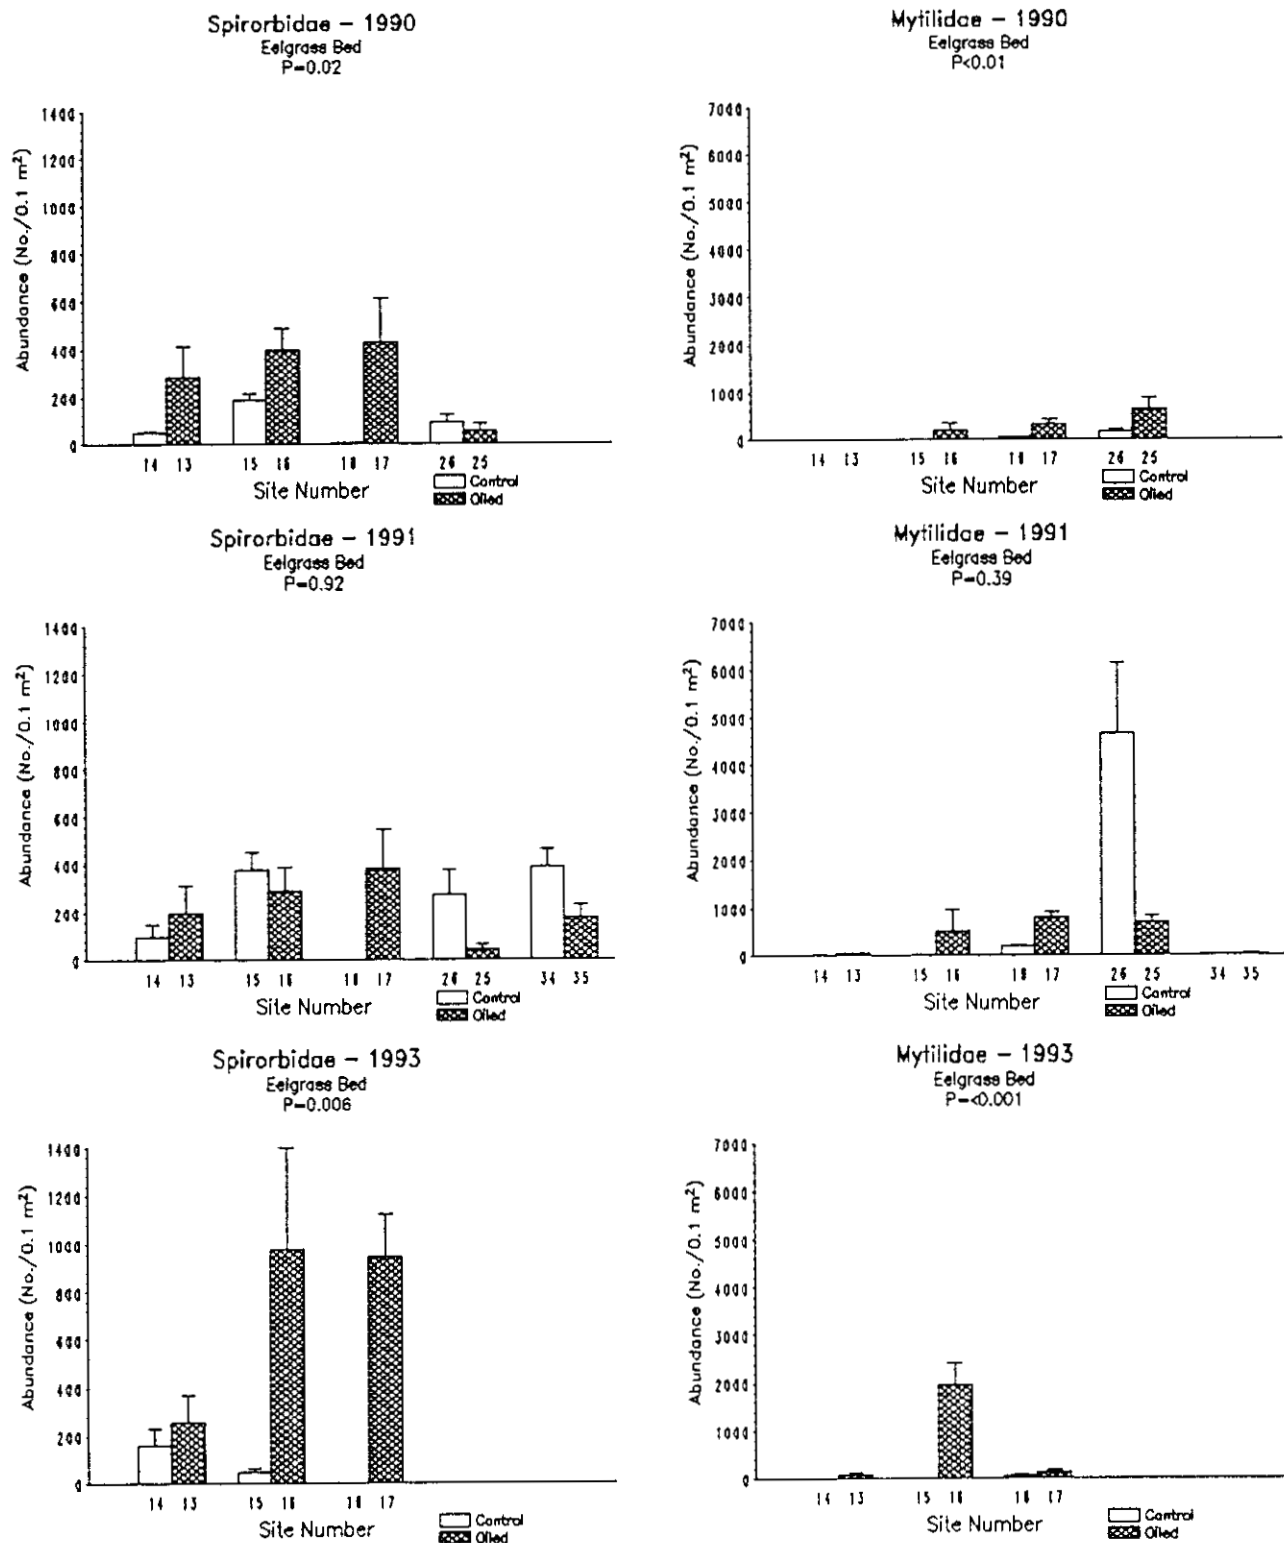 Spirorbidae - 1990
Eelgrass Bed
P=0.02
Abundance (No./0.1 m²)
1400
1200
1000
800
600
400
200
0
14 13 15 16 18 17 26 25
Site Number
Control
Oiled
Mytilidae - 1990
Eelgrass Bed
P<0.01
Abundance (No./0.1 m²)
7000
6000
5000
4000
3000
2000
1000
0
14 13 15 16 18 17 26 25
Site Number
Control
Oiled
Spirorbidae - 1991
Eelgrass Bed
P=0.92
Abundance (No./0.1 m²)
1400
1200
1000
800
600
400
200
0
14 13 15 16 18 17 26 25 34 35
Site Number
Control
Oiled
Mytilidae - 1991
Eelgrass Bed
P=0.39
Abundance (No./0.1 m²)
7000
6000
5000
4000
3000
2000
1000
0
14 13 15 16 18 17 26 25 34 35
Site Number
Control
Oiled
Spirorbidae - 1993
Eelgrass Bed
P=0.006
Abundance (No./0.1 m²)
1400
1200
1000
800
600
400
200
0
14 13 15 16 18 17
Site Number
Control
Oiled
Mytilidae - 1993
Eelgrass Bed
P=<0.001
Abundance (No./0.1 m²)
7000
6000
5000
4000
3000
2000
1000
0
14 13 15 16 18 17
Site Number
Control
Oiled